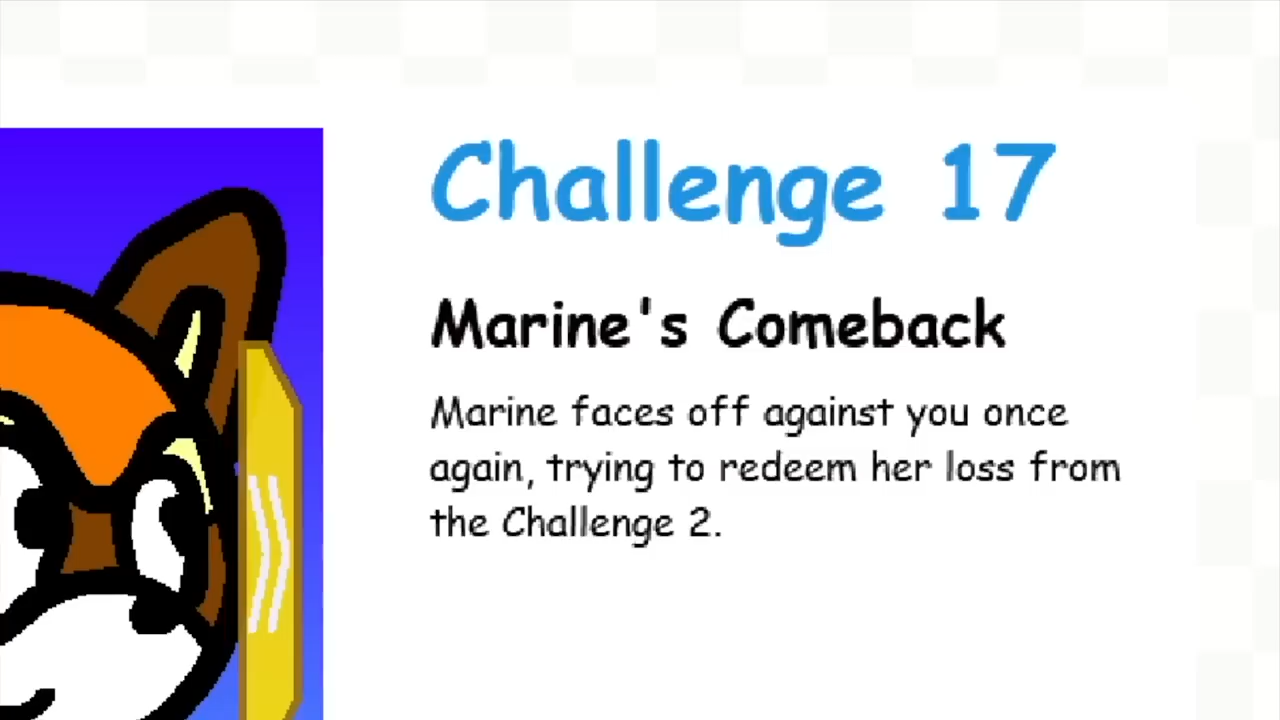 Challenge 17
Marine's Comeback
Marine faces off against you once
again, trying to redeem her loss from
the Challenge 2.